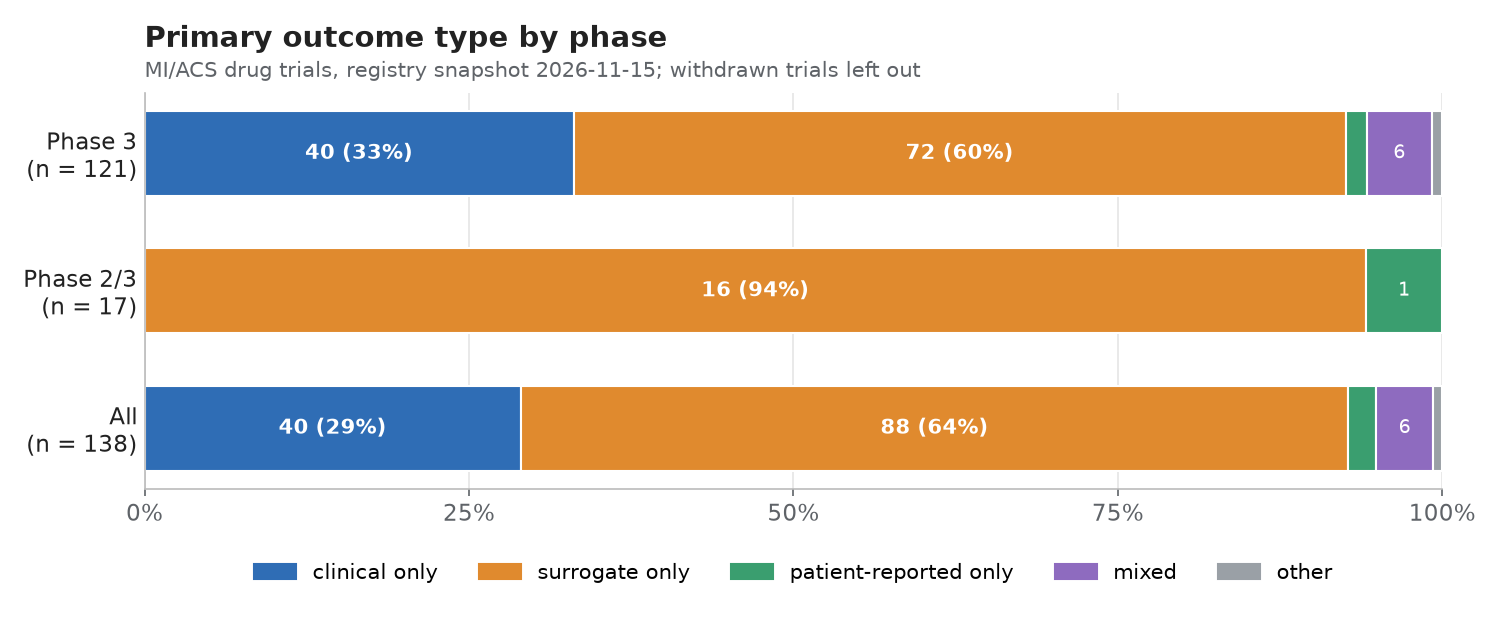 Primary outcome type by phase
MI/ACS drug trials, registry snapshot 2026-11-15; withdrawn trials left out
Phase 3
(n = 121)
40 (33%)
72 (60%)
6
Phase 2/3
(n = 17)
16 (94%)
1
All
(n = 138)
40 (29%)
88 (64%)
6
0%
25%
50%
75%
100%
clinical only
surrogate only
patient-reported only
mixed
other